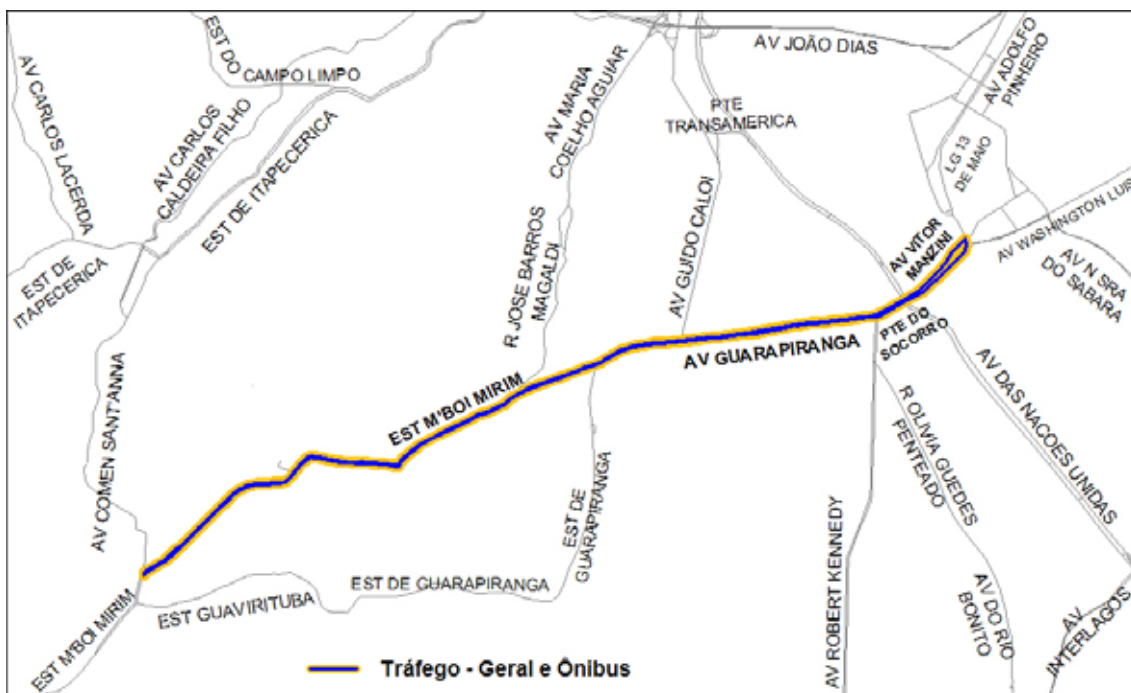 EST DO
CAMPO LIMPO
AV JOÃO DIAS
AV ADOLFO
PINHEIRO
AV CARLOS LACERDA
AV CARLOS
CALDEIRA FILHO
EST DE ITAPECERICA
AV MARIA
COELHO AGUIAR
PTE
TRANSAMERICA
LG 13
DE MAIO
AV WASHINGTON LUIS
EST DE
ITAPECERICA
R JOSE BARROS
MAGALDI
AV GUIDO CALOI
AV VITOR
MANZINI
AV N SRA
DO SABARA
PTE DO
SOCORRO
AV GUARAPIRANGA
EST M'BOI MIRIM
AV COMEN SANT'ANNA
AV DAS NACOES UNIDAS
R OLIVIA GUEDES
PENTEADO
EST DE
GUARAPIRANGA
EST DE GUARAPIRANGA
EST GUAVIRITUBA
EST M'BOI MIRIM
AV ROBERT KENNEDY
AV DO RIO
BONITO
AV
INTERLAGOS
Tráfego - Geral e Ônibus